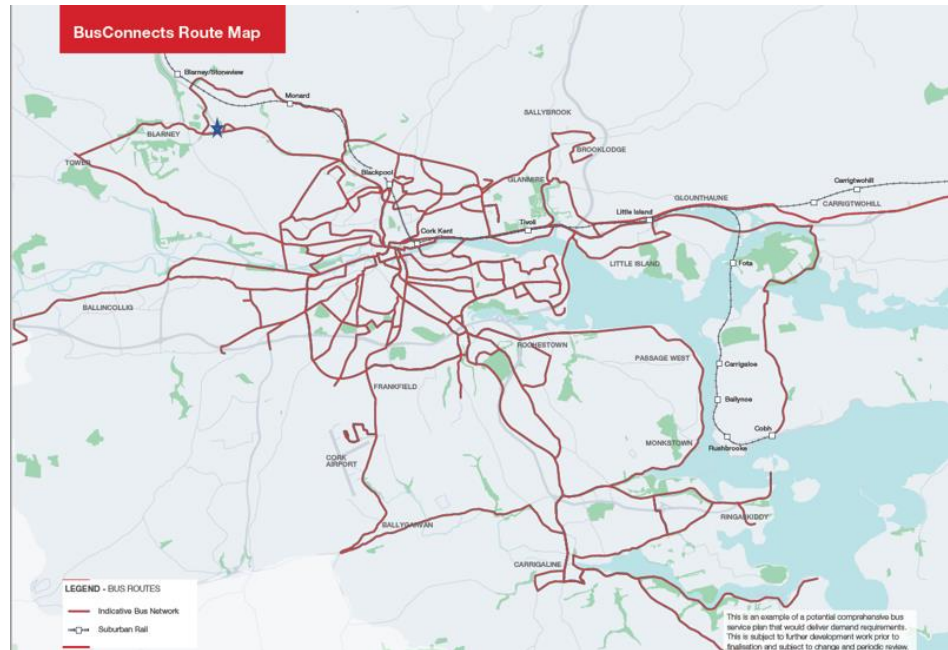 BusConnects Route Map
Blarney/Stoneview
Monard
SALLYBROOK
BLARNEY
BROOKLODGE
TOWER
Blackpool
GLANMIRE
Carrigtwohill
GLOUNTHAUNE
CARRIGTWOHILL
Little Island
Tivoli
Cork Kent
LITTLE ISLAND
Fota
BALLINCOLLIG
ROCHESTOWN
PASSAGE WEST
Carrigaloe
FRANKFIELD
Ballynoe
Cobh
MONKSTOWN
Rushbrooke
CORK
AIRPORT
RINGASKIDDY
BALLYGARVAN
CARRIGALINE
LEGEND - BUS ROUTES
Indicative Bus Network
Suburban Rail
This is an example of a potential comprehensive bus
service plan that would deliver demand requirements.
This is subject to further development work prior to
finalisation and subject to change and periodic review.